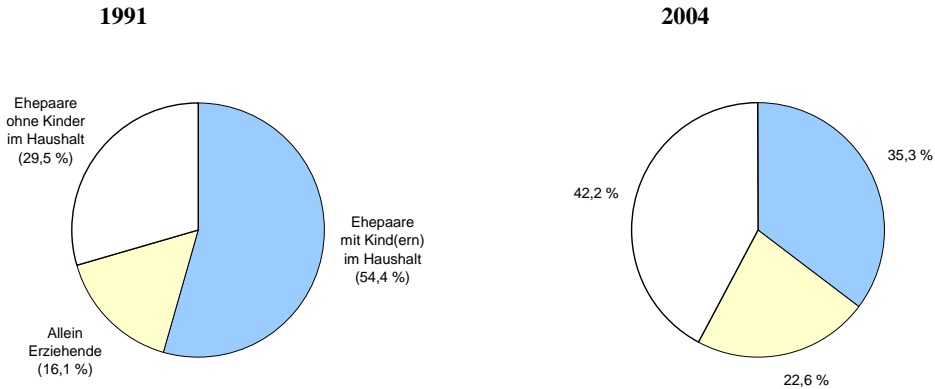 1991
2004
Ehepaare
ohne Kinder
im Haushalt
(29,5 %)
Ehepaare
mit Kind(ern)
im Haushalt
(54,4 %)
Allein
Erziehende
(16,1 %)
35,3 %
42,2 %
22,6 %